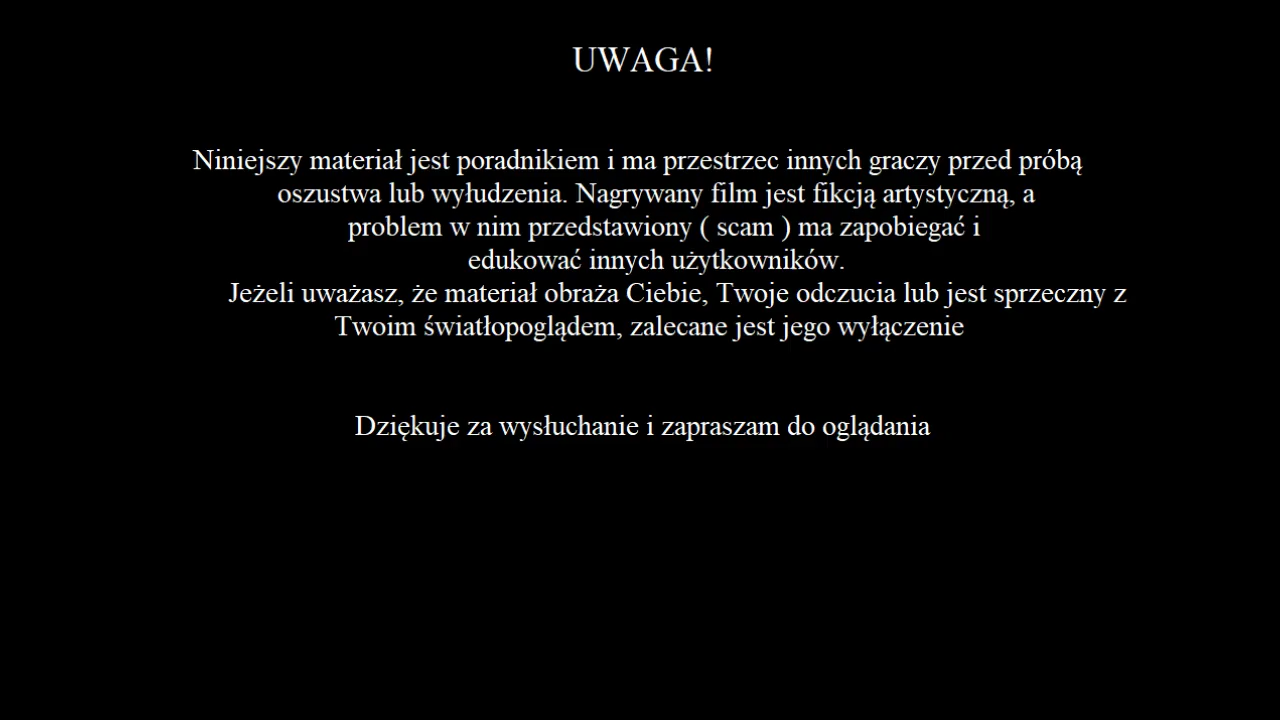 UWAGA!
Niniejszy materiał jest poradnikiem i ma przestrzec innych graczy przed próbą
oszustwa lub wyłudzenia. Nagrywany film jest fikcją artystyczną, a
problem w nim przedstawiony ( scam ) ma zapobiegać i
edukować innych użytkowników.
Jeżeli uważasz, że materiał obraża Ciebie, Twoje odczucia lub jest sprzeczny z
Twoim światłopoglądem, zalecane jest jego wyłączenie
Dziękuje za wysłuchanie i zapraszam do oglądania